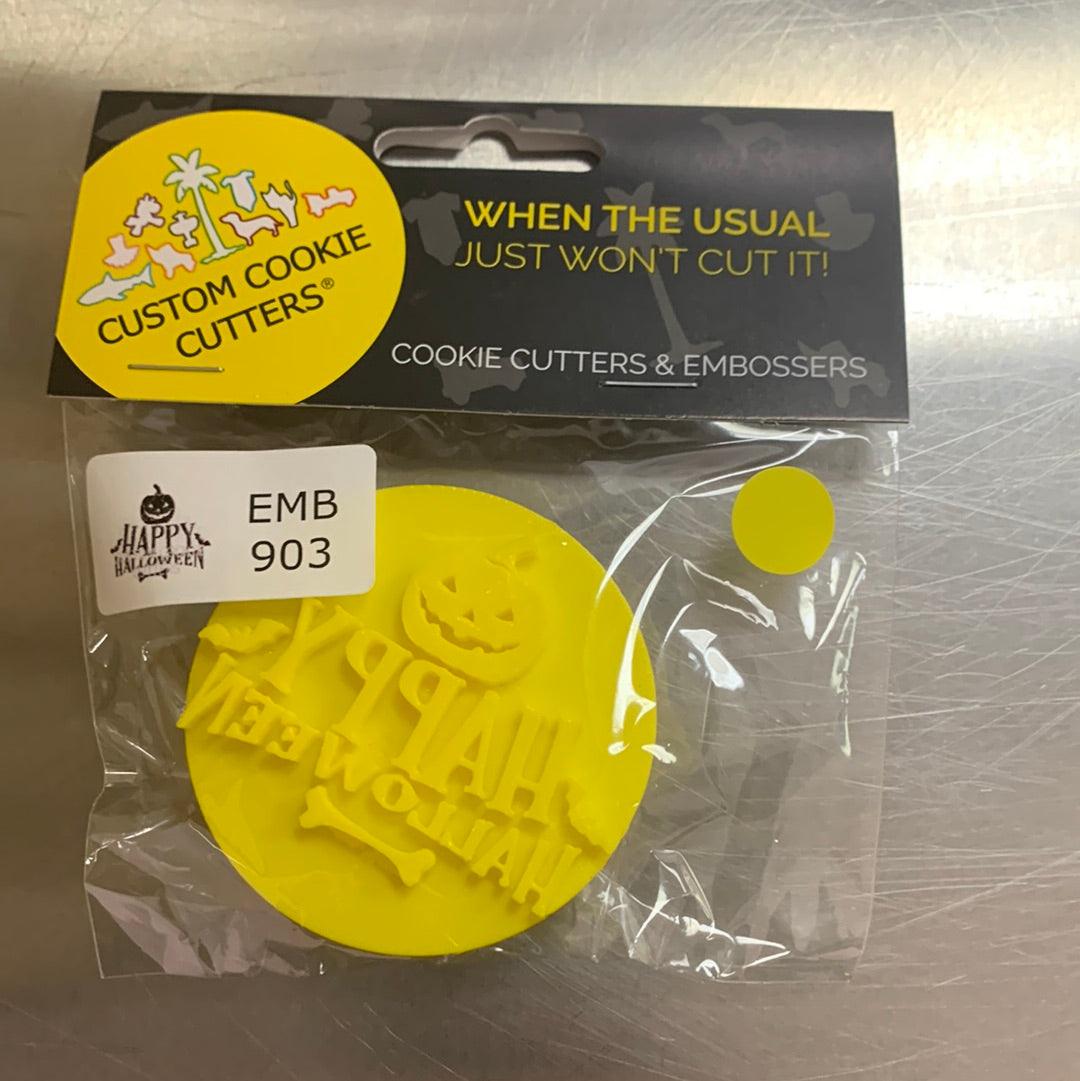 CUSTOM COOKIE
CUTTERS®
WHEN THE USUAL
JUST WON'T CUT IT!
COOKIE CUTTERS & EMBOSSERS
HAPPY
HALLOWEEN
EMB
903
HAPPY
HALLOWEEN